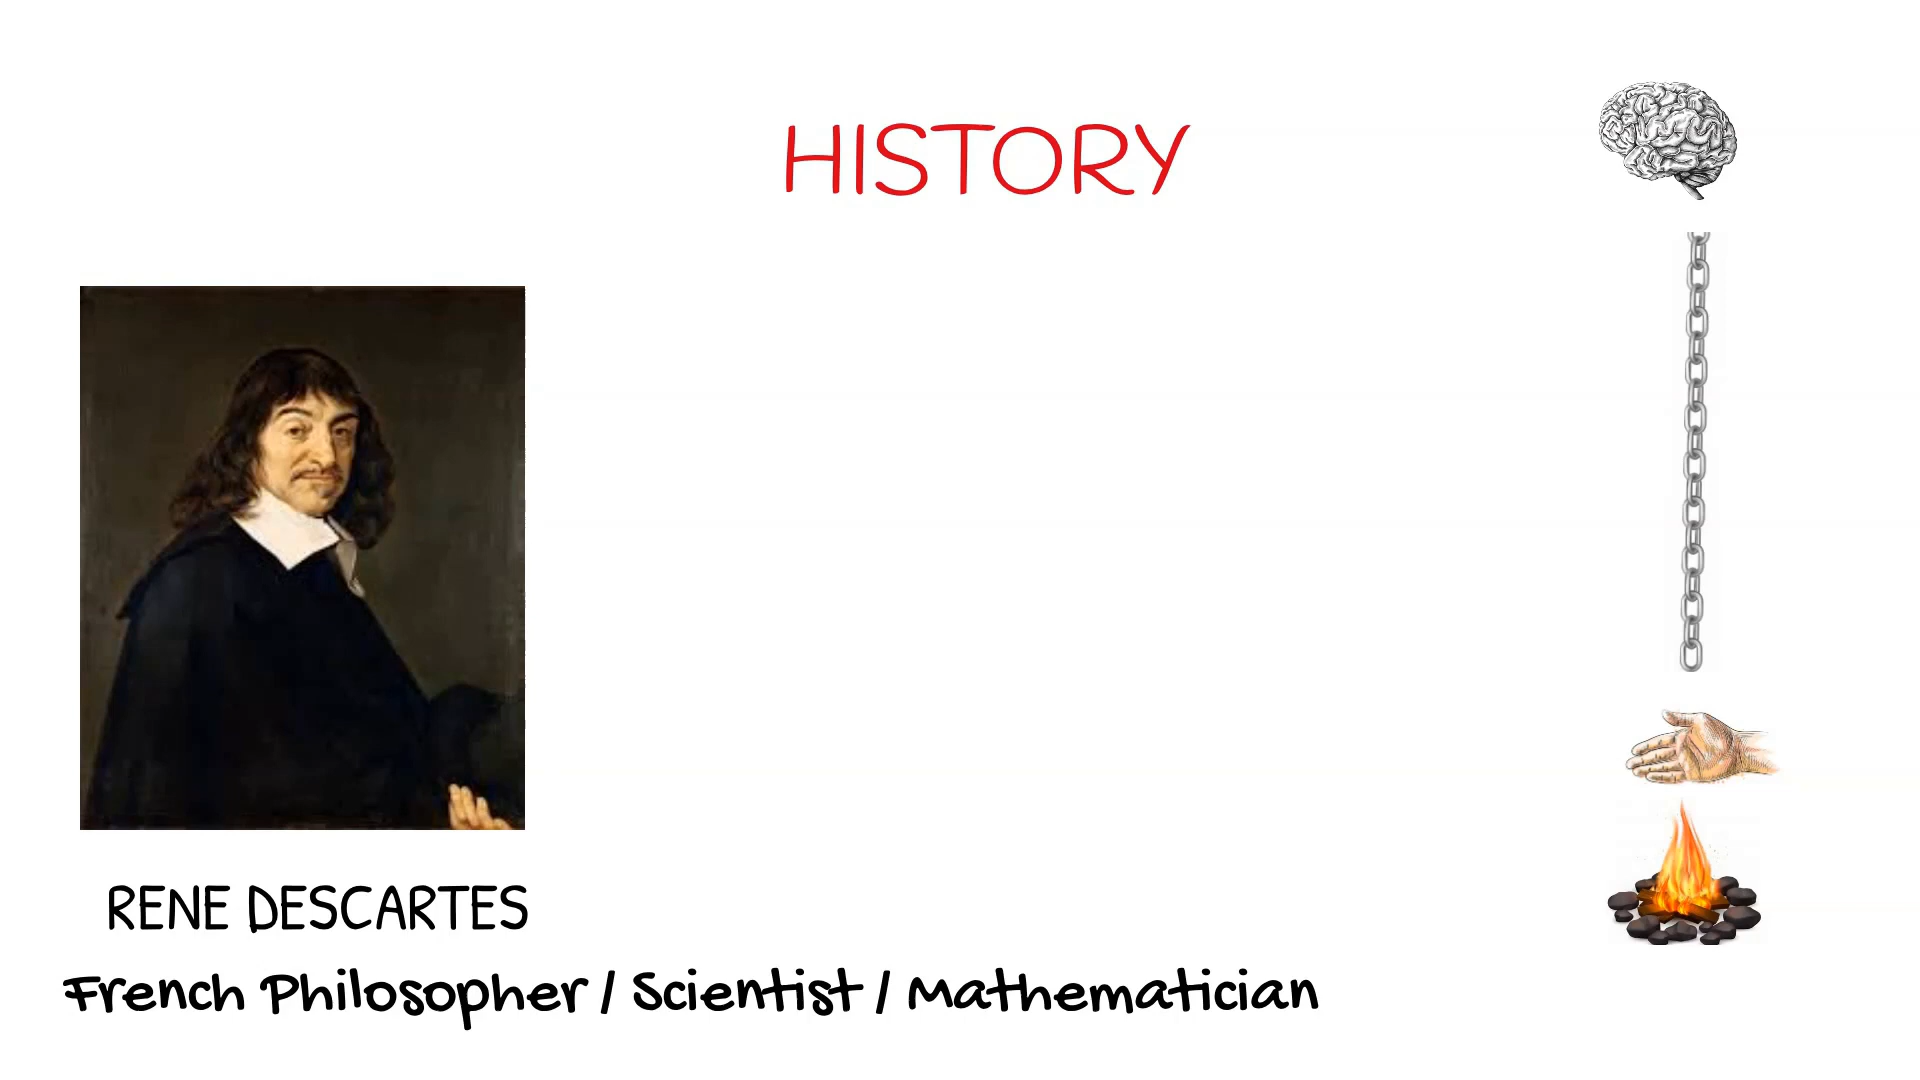 HISTORY
RENE DESCARTES
French Philosopher / Scientist / Mathematician